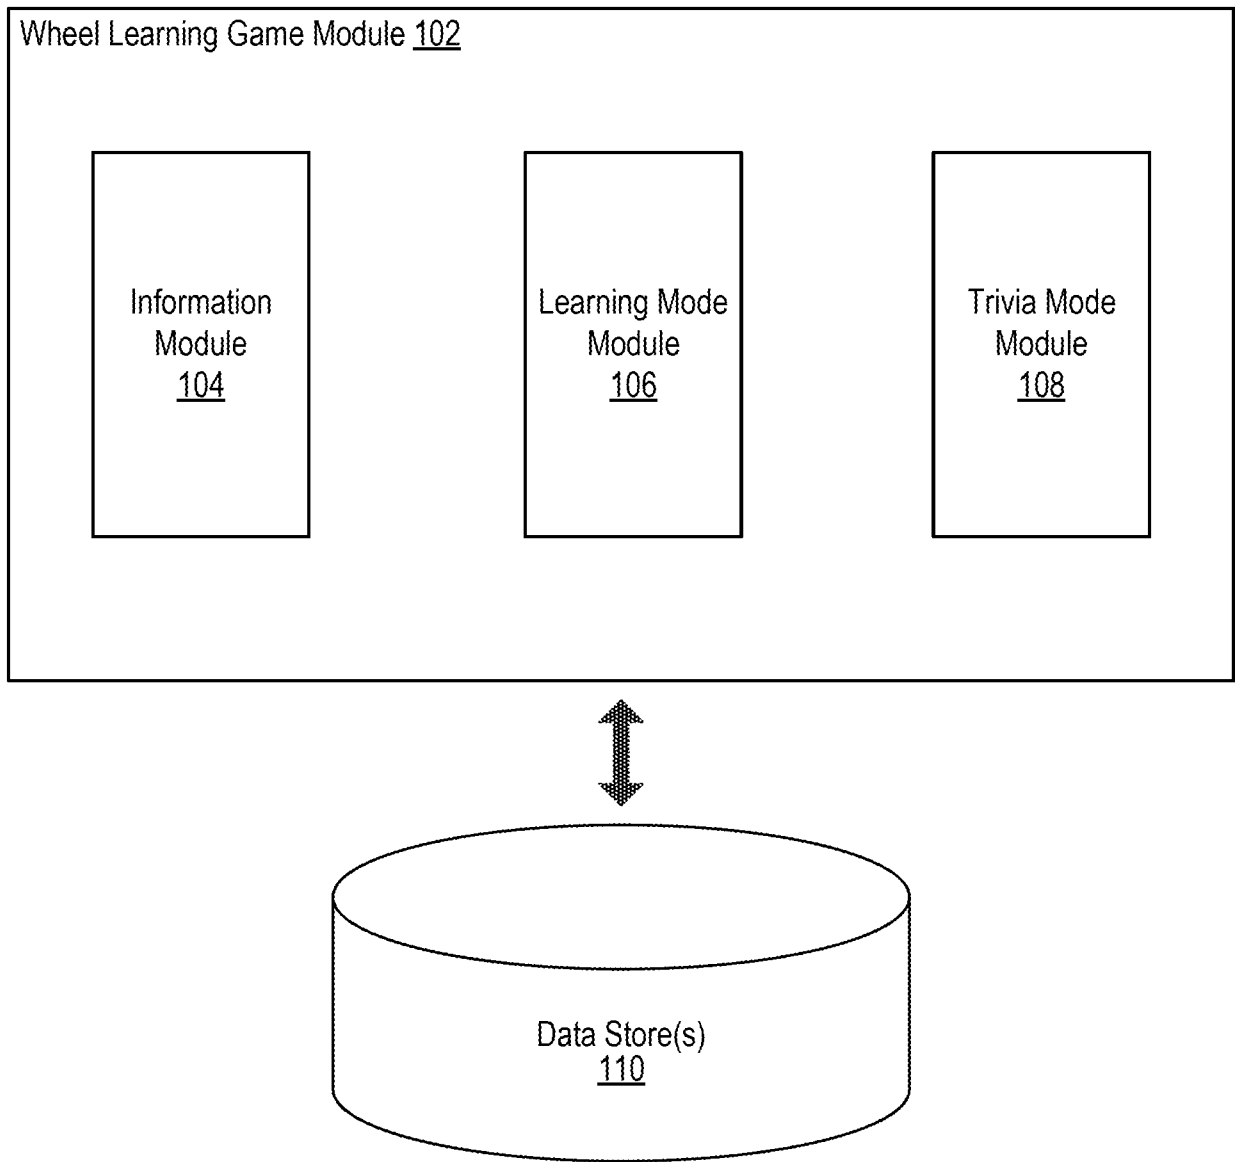 Wheel Learning Game Module 102
Information
Module
104
Learning Mode
Module
106
Trivia Mode
Module
108
Data Store(s)
110